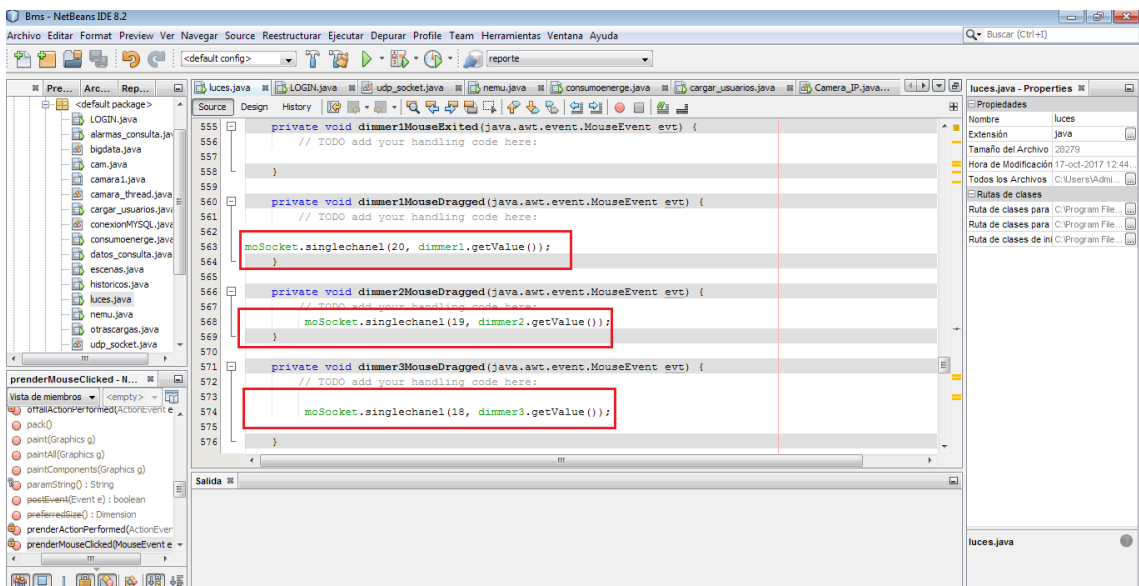 Bms - NetBeans IDE 8.2
Archivo Editar Format Preview Ver Navegar Source Reestructurar Ejecutar Depurar Profile Team Herramientas Ventana Ayuda
Buscar (Ctrl+I)
<default config>
reporte
Pre... Arc... Rep...
<default package>
LOGIN.java
alarmas_consulta.jav
bigdata.java
cam.java
camara1.java
camara_thread.java
cargar_usuarios.java
conexionMYSQL.java
consumoenerge.java
datos_consulta.java
escenas.java
historicos.java
luces.java
nemu.java
otrascargas.java
udp_socket.java
prenderMouseClicked - N...
Vista de miembros <empty>
offallActionPerformed(ActionEvent e
pack()
paint(Graphics g)
paintAll(Graphics g)
paintComponents(Graphics g)
paramString() : String
postEvent(Event e) : boolean
preferredSize() : Dimension
prenderActionPerformed(ActionEver
prenderMouseClicked(MouseEvent e
luces.java LOGIN.java udp_socket.java nemu.java consumoenerge.java cargar_usuarios.java Camera_IP.java...
Source Design History
555 private void dimmer1MouseExited(java.awt.event.MouseEvent evt) {
556 // TODO add your handling code here:
557
558 }
559
560 private void dimmer1MouseDragged(java.awt.event.MouseEvent evt) {
561 // TODO add your handling code here:
562
563 moSocket.singlechanel(20, dimmer1.getValue());
564 }
565
566 private void dimmer2MouseDragged(java.awt.event.MouseEvent evt) {
567 // TODO add your handling code here:
568 moSocket.singlechanel(19, dimmer2.getValue());
569 }
570
571 private void dimmer3MouseDragged(java.awt.event.MouseEvent evt) {
572 // TODO add your handling code here:
573
574 moSocket.singlechanel(18, dimmer3.getValue());
575
576 }
Salida
luces.java - Properties
Propiedades
Nombre luces
Extensión java
Tamaño del Archivo 28279
Hora de Modificación 17-oct-2017 12:44...
Todos los Archivos C:\Users\Admi...
Rutas de clases
Ruta de clases para C:\Program File...
Ruta de clases para C:\Program File...
Ruta de clases de ini C:\Program File...
luces.java